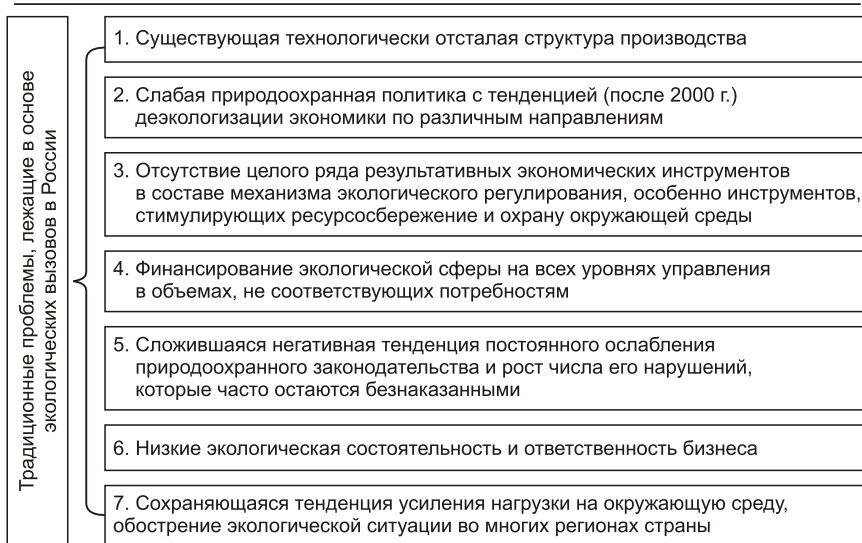 Традиционные проблемы, лежащие в основе
экологических вызовов в России
1. Существующая технологически отсталая структура производства
2. Слабая природоохранная политика с тенденцией (после 2000 г.)
деэкологизации экономики по различным направлениям
3. Отсутствие целого ряда результативных экономических инструментов
в составе механизма экологического регулирования, особенно инструментов,
стимулирующих ресурсосбережение и охрану окружающей среды
4. Финансирование экологической сферы на всех уровнях управления
в объемах, не соответствующих потребностям
5. Сложившаяся негативная тенденция постоянного ослабления
природоохранного законодательства и рост числа его нарушений,
которые часто остаются безнаказанными
6. Низкие экологическая состоятельность и ответственность бизнеса
7. Сохраняющаяся тенденция усиления нагрузки на окружающую среду,
обострение экологической ситуации во многих регионах страны